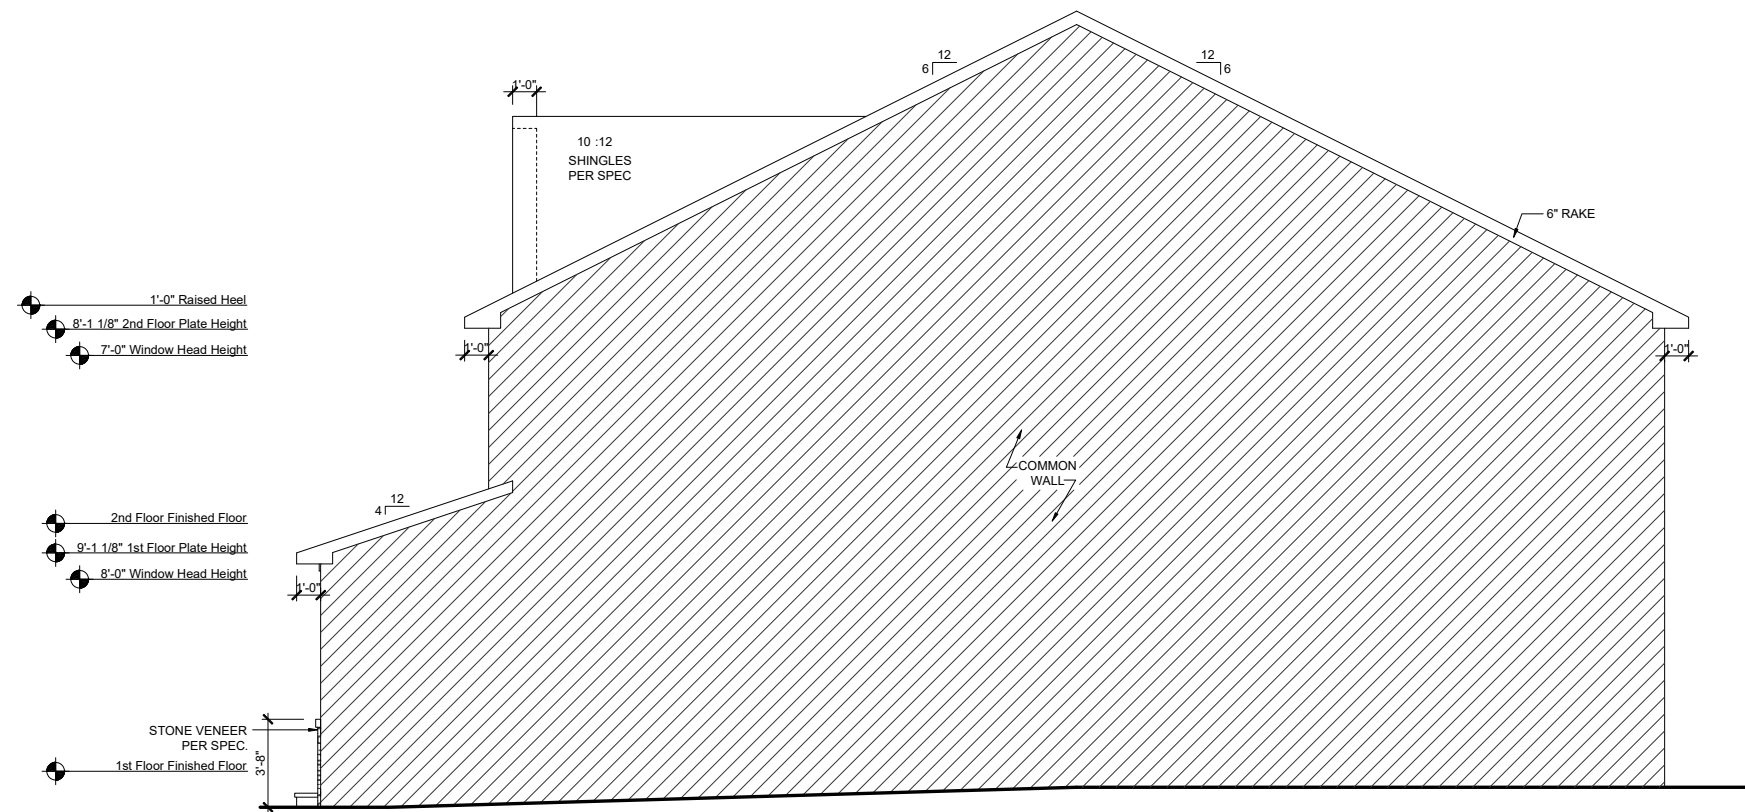 12
6
12
6
1'-0"
10 :12
SHINGLES
PER SPEC
6" RAKE
1'-0" Raised Heel
8'-1 1/8" 2nd Floor Plate Height
7'-0" Window Head Height
1'-0"
1'-0"
COMMON
WALL
12
4
2nd Floor Finished Floor
9'-1 1/8" 1st Floor Plate Height
8'-0" Window Head Height
1'-0"
STONE VENEER
PER SPEC.
3'-8"
1st Floor Finished Floor